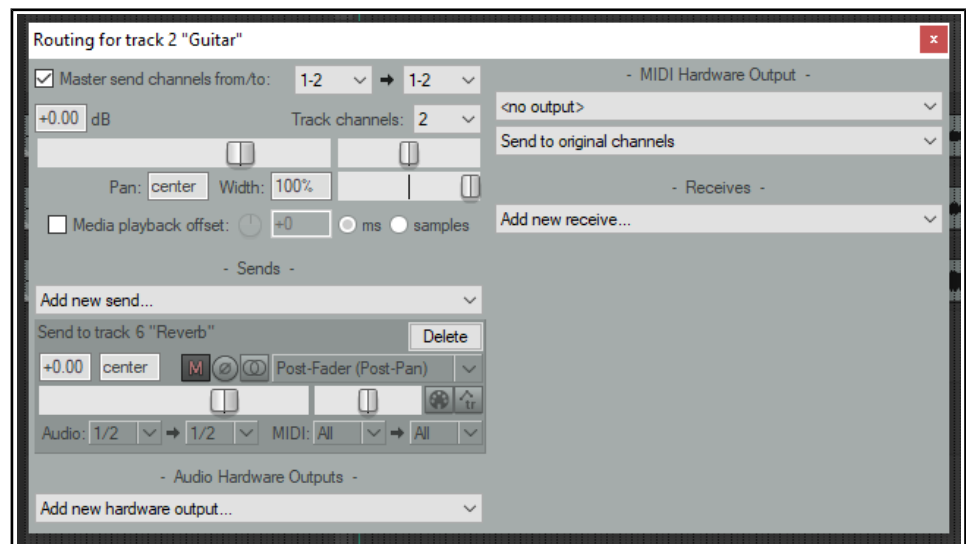 Routing for track 2 "Guitar"
x
Master send channels from/to: 1-2 1-2
+0.00 dB Track channels: 2
Pan: center Width: 100%
Media playback offset: +0 ms samples
- Sends -
Add new send...
Send to track 6 "Reverb" Delete
+0.00 center M Post-Fader (Post-Pan)
tr
Audio: 1/2 1/2 MIDI: All All
- Audio Hardware Outputs -
Add new hardware output...
- MIDI Hardware Output -
<no output>
Send to original channels
- Receives -
Add new receive...